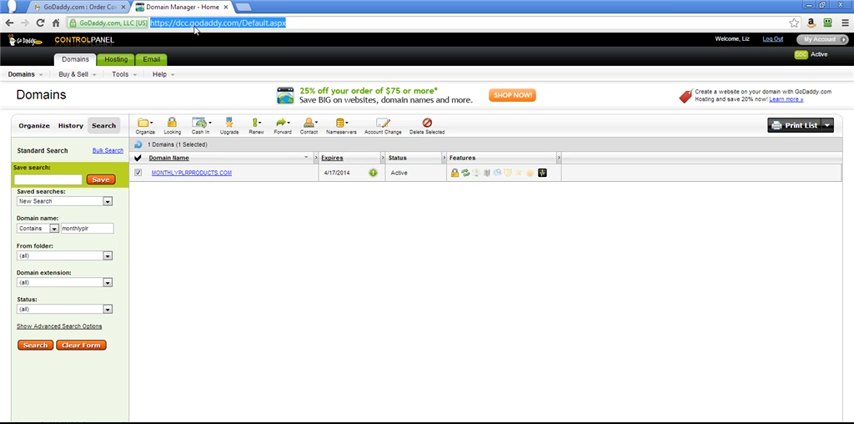 GoDaddy.com : Order Co
Domain Manager - Home
GoDaddy.com, LLC [US]
https://dcc.godaddy.com/Default.aspx
Go Daddy
CONTROLPANEL
Welcome, Liz
Log Out
My Account
Domains
Hosting
Email
Active
Domains
Buy & Sell
Tools
Help
Domains
25% off your order of $75 or more*
Save BIG on websites, domain names and more.
SHOP NOW!
Create a website on your domain with GoDaddy.com
Hosting and save 20% now! Learn more »
Organize
History
Search
Organize
Locking
Cash In
Upgrade
Renew
Forward
Contact
Nameservers
Account Change
Delete Selected
Print List
Standard Search
Bulk Search
1 Domains (1 Selected)
Save search:
Save
Domain Name
Expires
Status
Features
MONTHLYPLRPRODUCTS.COM
4/17/2014
Active
Saved searches:
New Search
Domain name:
Contains
monthlyplr
From folder:
(all)
Domain extension:
(all)
Status:
(all)
Show Advanced Search Options
Search
Clear Form